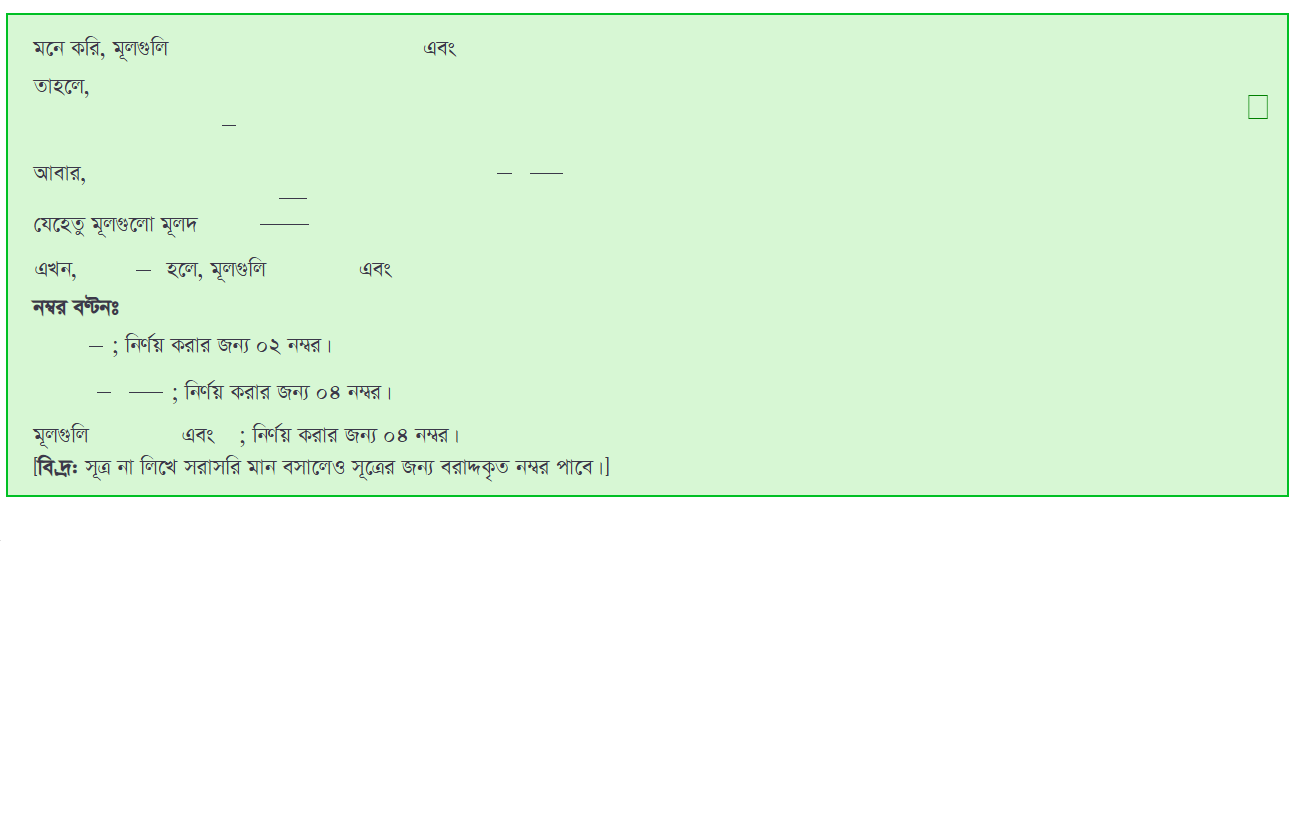 মনে করি, মূলগুলি এবং
তাহলে,
আবার,
যেহেতু মূলগুলো মূলদ
এখন, হলে, মূলগুলি এবং
নম্বর বণ্টনঃ
; নির্ণয় করার জন্য ০২ নম্বর।
; নির্ণয় করার জন্য ০৪ নম্বর।
মূলগুলি এবং ; নির্ণয় করার জন্য ০৪ নম্বর।
[বি.দ্র: সূত্র না লিখে সরাসরি মান বসালেও সূত্রের জন্য বরাদ্দকৃত নম্বর পাবে।]